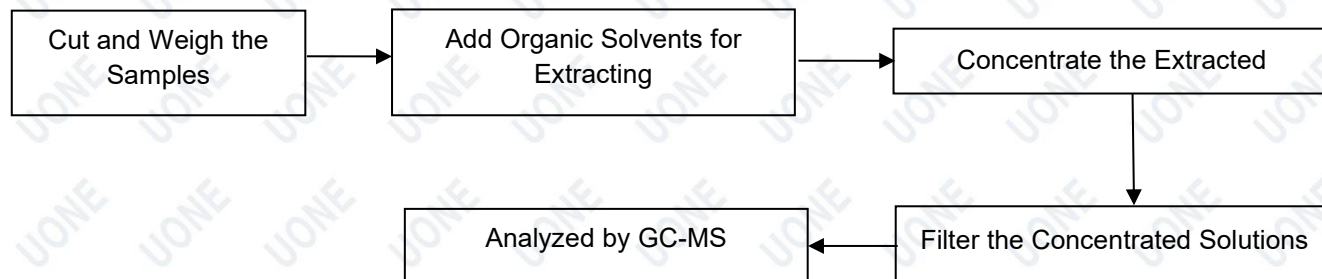 Cut and Weigh the
Samples
Add Organic Solvents for
Extracting
Concentrate the Extracted
Filter the Concentrated Solutions
Analyzed by GC-MS
UONE